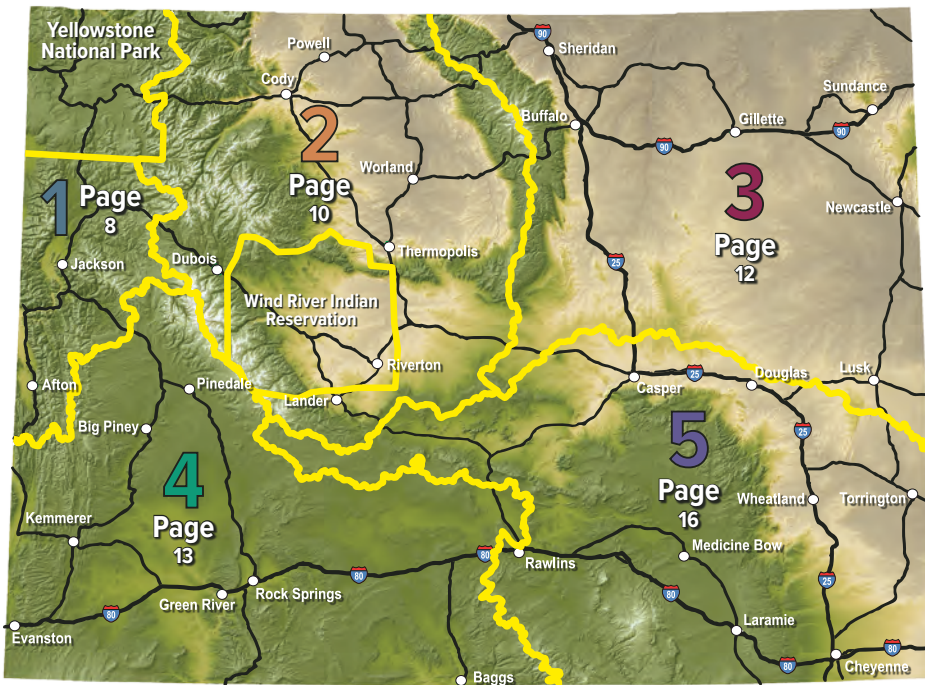 Yellowstone
National Park
Powell
90
Sheridan
Cody
Sundance
2
Buffalo
Gillette
90
90
Worland
Page
10
1
Page
8
3
Newcastle
Page
12
Thermopolis
Dubois
Jackson
25
Wind River Indian
Reservation
Riverton
Afton
Pinedale
Lander
Casper
25
Douglas
Lusk
Big Piney
5
25
4
Page
16
Wheatland
Torrington
Kemmerer
Page
13
80
Rawlins
Medicine Bow
80
Rock Springs
Green River
80
80
25
Evanston
Laramie
80
80
Cheyenne
Baggs